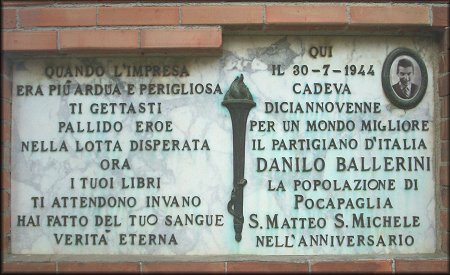 QUANDO L'IMPRESA
ERA PIÙ ARDUA E PERIGLIOSA
TI GETTASTI
PALLIDO EROE
NELLA LOTTA DISPERATA
ORA
I TUOI LIBRI
TI ATTENDONO INVANO
HAI FATTO DEL TUO SANGUE
VERITÀ ETERNA
QUI
IL 30-7-1944
CADEVA
DICIANNOVENNE
PER UN MONDO MIGLIORE
IL PARTIGIANO D'ITALIA
DANILO BALLERINI
LA POPOLAZIONE DI
POCAPAGLIA
S. MATTEO S. MICHELE
NELL'ANNIVERSARIO